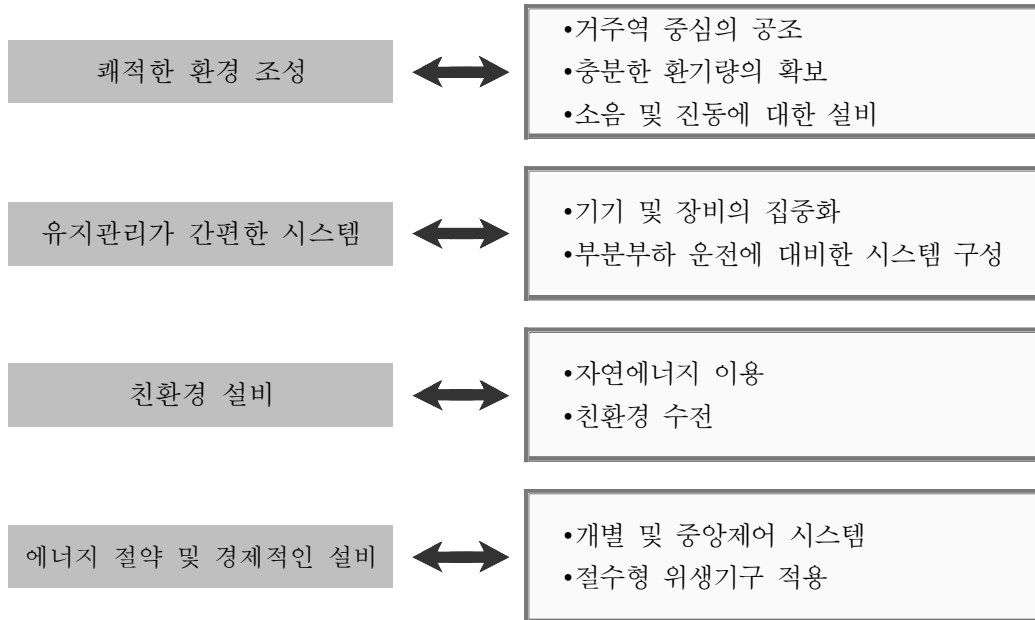 쾌적한 환경 조성
•거주역 중심의 공조
•충분한 환기량의 확보
•소음 및 진동에 대한 설비
유지관리가 간편한 시스템
•기기 및 장비의 집중화
•부분부하 운전에 대비한 시스템 구성
친환경 설비
•자연에너지 이용
•친환경 수전
에너지 절약 및 경제적인 설비
•개별 및 중앙제어 시스템
•절수형 위생기구 적용